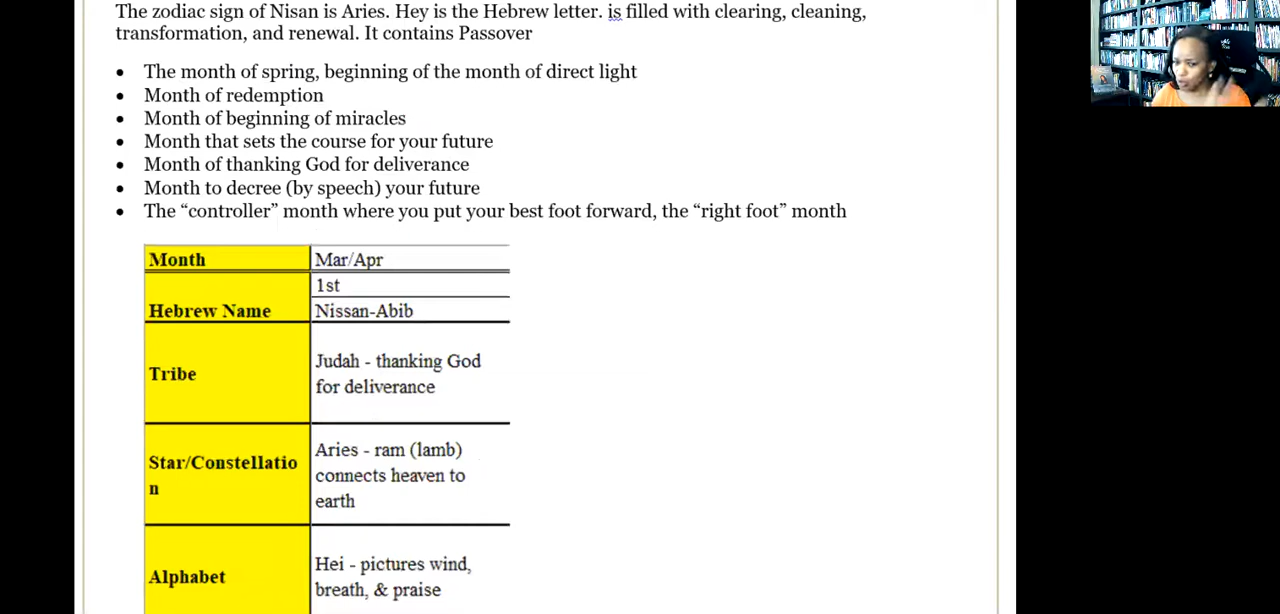 The zodiac sign of Nisan is Aries. Hey is the Hebrew letter. is filled with clearing, cleaning,
transformation, and renewal. It contains Passover
• The month of spring, beginning of the month of direct light
• Month of redemption
• Month of beginning of miracles
• Month that sets the course for your future
• Month of thanking God for deliverance
• Month to decree (by speech) your future
• The “controller” month where you put your best foot forward, the “right foot” month
Month Mar/Apr
1st
Hebrew Name Nissan-Abib
Tribe
Judah - thanking God
for deliverance
Star/Constellatio
n
Aries - ram (lamb)
connects heaven to
earth
Alphabet
Hei - pictures wind,
breath, & praise